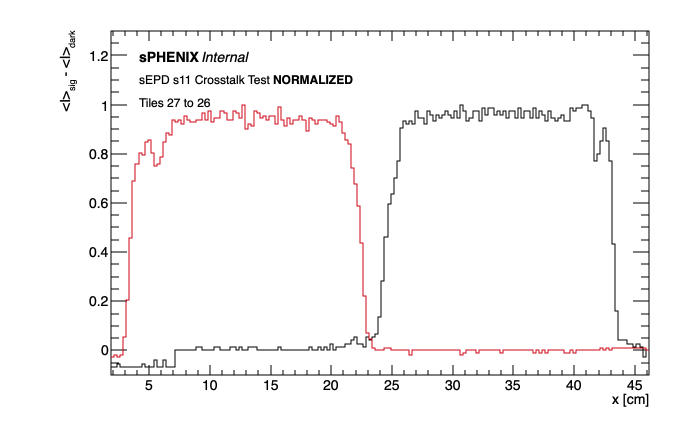 <I>sig - <I>dark
sPHENIX Internal
sEPD s11 Crosstalk Test NORMALIZED
Tiles 27 to 26
1.2
1
0.8
0.6
0.4
0.2
0
5 10 15 20 25 30 35 40 45
x [cm]